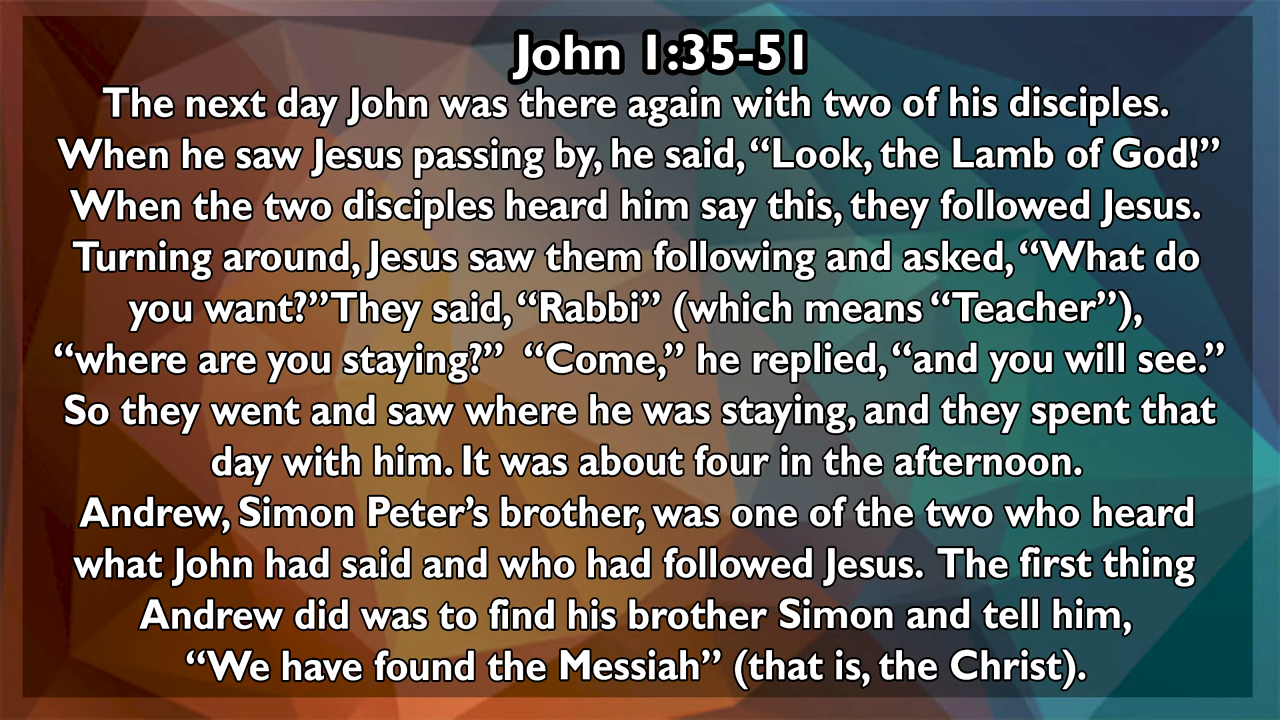 John 1:35-51
The next day John was there again with two of his disciples.
When he saw Jesus passing by, he said, “Look, the Lamb of God!”
When the two disciples heard him say this, they followed Jesus.
Turning around, Jesus saw them following and asked, “What do
you want?” They said, “Rabbi” (which means “Teacher”),
“where are you staying?” “Come,” he replied, “and you will see.”
So they went and saw where he was staying, and they spent that
day with him. It was about four in the afternoon.
Andrew, Simon Peter’s brother, was one of the two who heard
what John had said and who had followed Jesus. The first thing
Andrew did was to find his brother Simon and tell him,
“We have found the Messiah” (that is, the Christ).